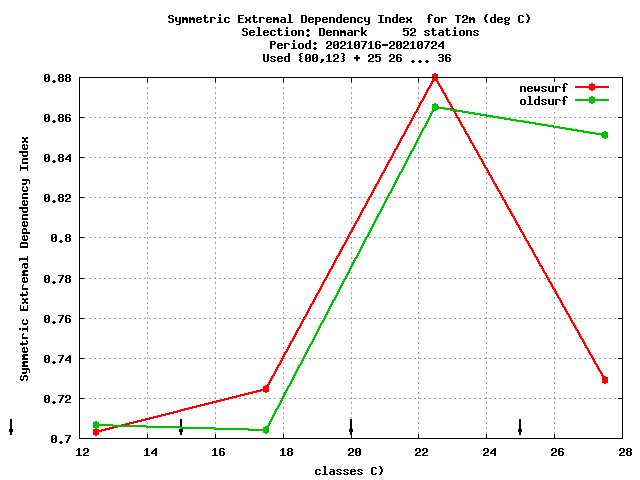 Symmetric Extremal Dependency Index  for T2m (deg C)
Selection: Denmark     52 stations
Period: 20210716-20210724
Used {00,12} + 25 26 ... 36
newsurf
oldsurf
Symmetric Extremal Dependency Index
0.88
0.86
0.84
0.82
0.8
0.78
0.76
0.74
0.72
0.7
12 14 16 18 20 22 24 26 28
classes C)